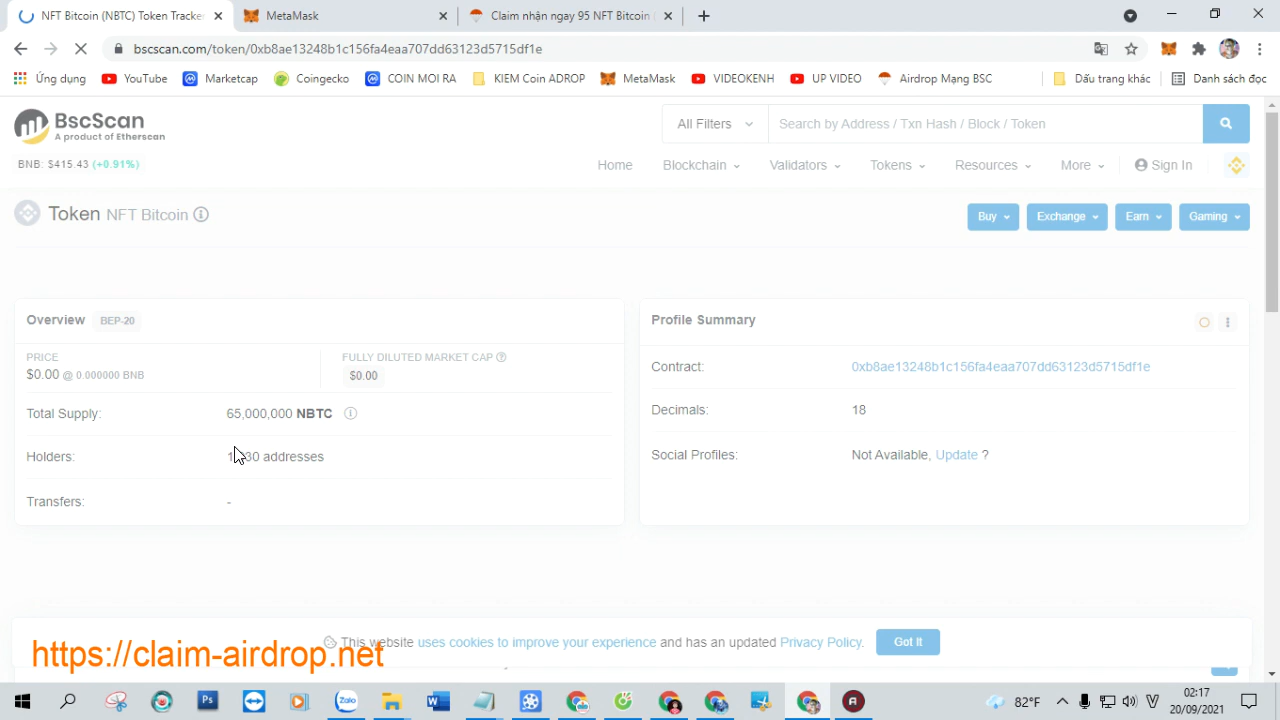 NFT Bitcoin (NBTC) Token Tracker
MetaMask
Claim nhận ngay 95 NFT Bitcoin (
bscscan.com/token/0xb8ae13248b1c156fa4eaa707dd63123d5715df1e
Ứng dụng
YouTube
Marketcap
Coingecko
COIN MOI RA
KIEM Coin ADROP
MetaMask
VIDEOKENH
UP VIDEO
Airdrop Mạng BSC
Dấu trang khác
Danh sách đọc
BscScan
A product of Etherscan
All Filters
Search by Address / Txn Hash / Block / Token
BNB: $415.43 (+0.91%)
Home
Blockchain
Validators
Tokens
Resources
More
Sign In
Token NFT Bitcoin
Buy
Exchange
Earn
Gaming
Overview BEP-20
PRICE
$0.00 @ 0.000000 BNB
FULLY DILUTED MARKET CAP
$0.00
Total Supply: 65,000,000 NBTC
Holders: addresses
Transfers: -
Profile Summary
Contract: 0xb8ae13248b1c156fa4eaa707dd63123d5715df1e
Decimals: 18
Social Profiles: Not Available, Update ?
This website uses cookies to improve your experience and has an updated Privacy Policy.
Got It
https://claim-airdrop.net
Ps
Zalo
W
A
82°F
V
02:17
20/09/2021